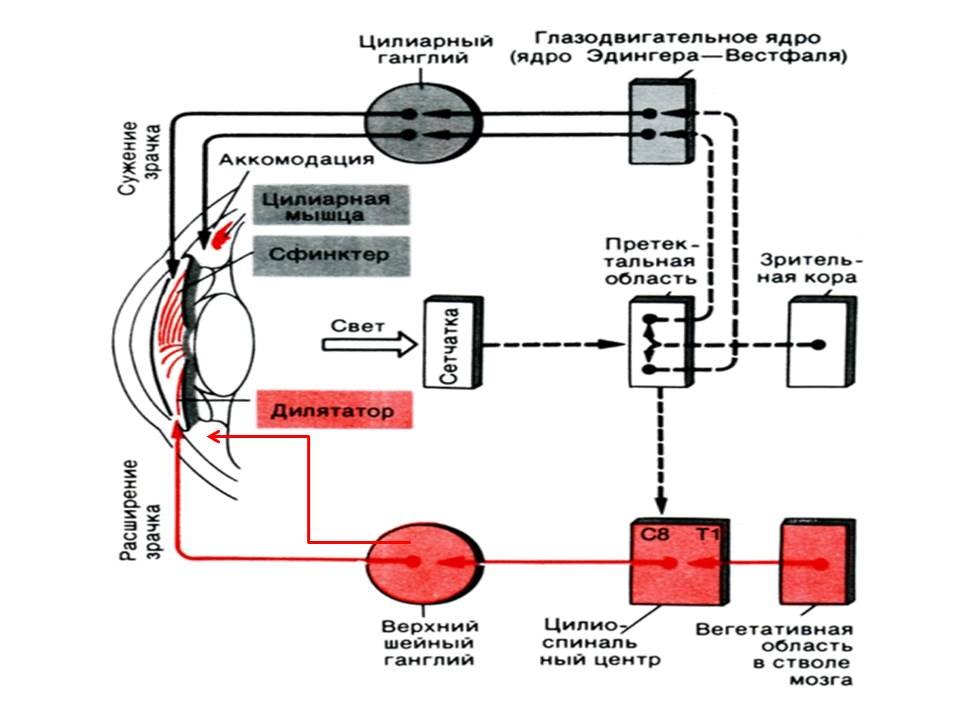 Цилиарный
ганглий
Глазодвигательное ядро
(ядро Эдингера—Вестфаля)
Сужение
зрачка
Аккомодация
Цилиарная
мышца
Сфинктер
Претек-
тальная
область
Зритель-
ная кора
Свет
Сетчатка
Дилятатор
Расширение
зрачка
C8 T1
Верхний
шейный
ганглий
Цилио-
спиналь
ный центр
Вегетативная
область
в стволе
мозга